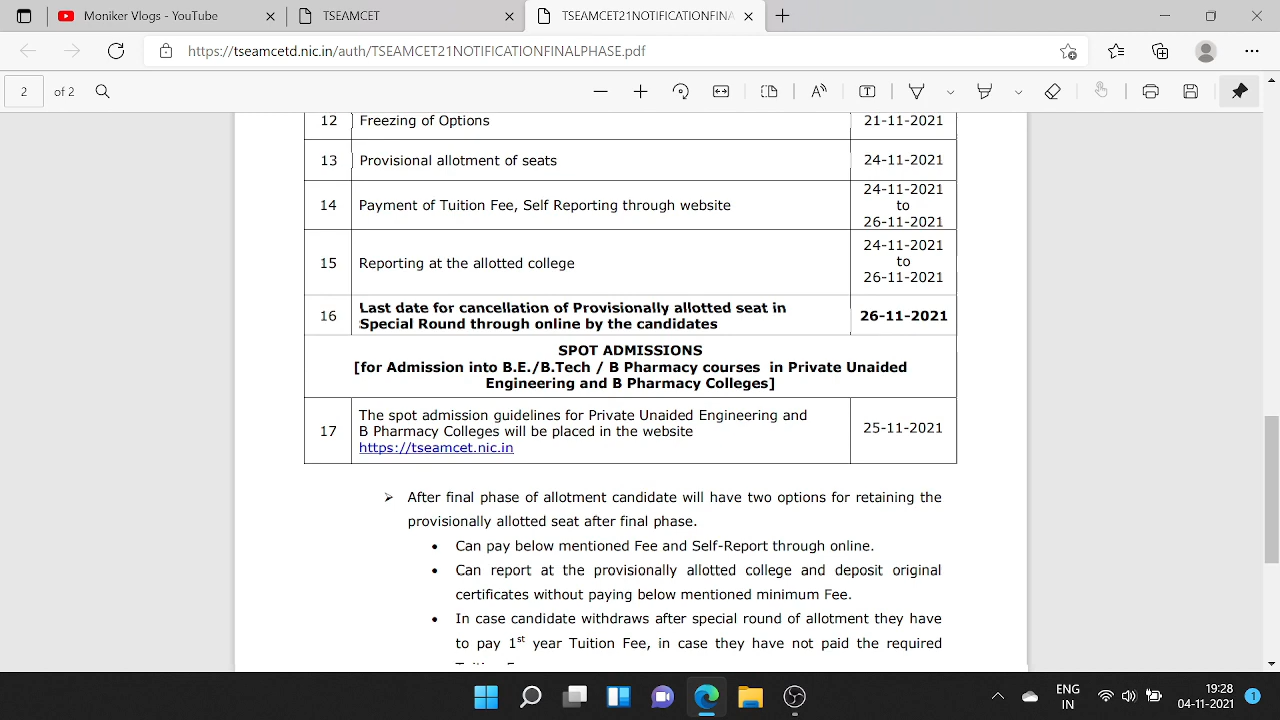 Moniker Vlogs - YouTube
TSEAMCET
TSEAMCET21NOTIFICATIONFINA
https://tseamcetd.nic.in/auth/TSEAMCET21NOTIFICATIONFINALPHASE.pdf
2 of 2
12 Freezing of Options 21-11-2021
13 Provisional allotment of seats 24-11-2021
14 Payment of Tuition Fee, Self Reporting through website 24-11-2021
to
26-11-2021
15 Reporting at the allotted college 24-11-2021
to
26-11-2021
16 Last date for cancellation of Provisionally allotted seat in
Special Round through online by the candidates 26-11-2021
SPOT ADMISSIONS
[for Admission into B.E./B.Tech / B Pharmacy courses in Private Unaided
Engineering and B Pharmacy Colleges]
17 The spot admission guidelines for Private Unaided Engineering and
B Pharmacy Colleges will be placed in the website
https://tseamcet.nic.in 25-11-2021
➢ After final phase of allotment candidate will have two options for retaining the
provisionally allotted seat after final phase.
• Can pay below mentioned Fee and Self-Report through online.
• Can report at the provisionally allotted college and deposit original
certificates without paying below mentioned minimum Fee.
• In case candidate withdraws after special round of allotment they have
to pay 1st year Tuition Fee, in case they have not paid the required
ENG
IN
19:28
04-11-2021
1